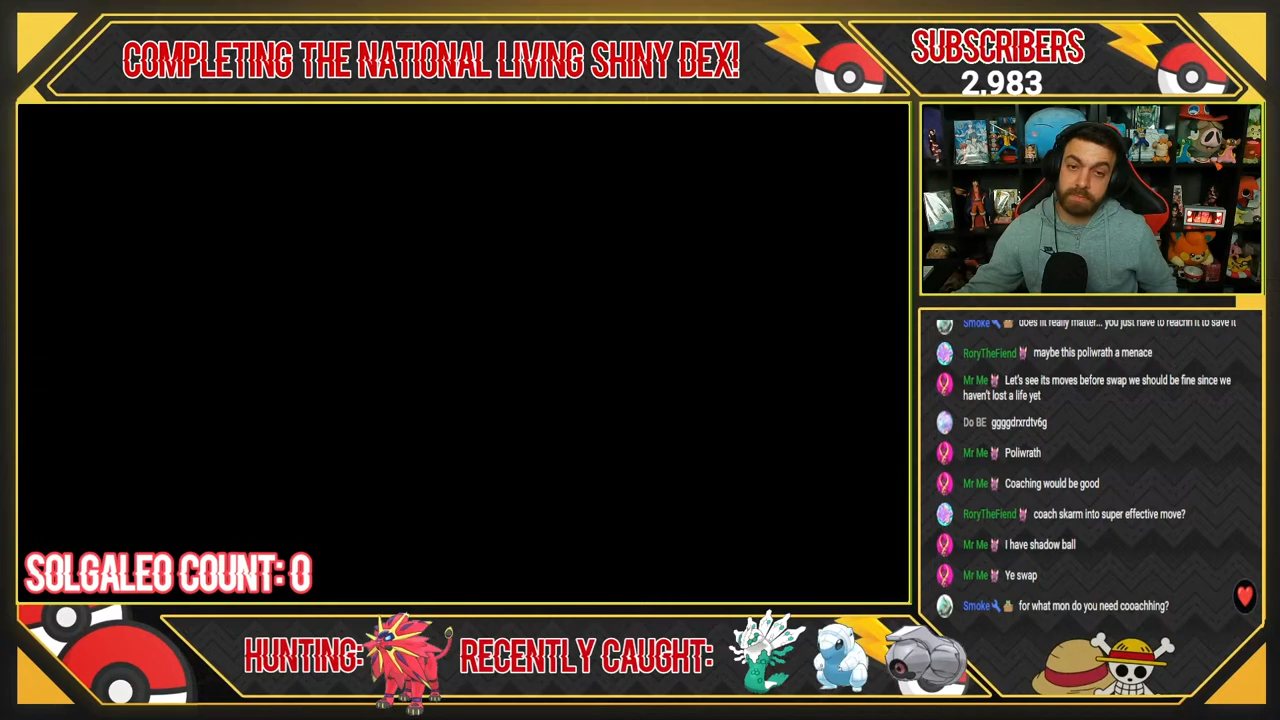 COMPLETING THE NATIONAL LIVING SHINY DEX!
SUBSCRIBERS
2,983
Smoke does fit really matter... you just have to reachn it to save it
RoryTheFiend maybe this poliwrath a menace
Mr Me Let's see its moves before swap we should be fine since we
haven't lost a life yet
Do BE ggggdrxrdtv6g
Mr Me Poliwrath
Mr Me Coaching would be good
RoryTheFiend coach skarm into super effective move?
Mr Me I have shadow ball
Mr Me Ye swap
Smoke for what mon do you need cooachhing?
SOLGALEO COUNT: 0
HUNTING:
RECENTLY CAUGHT: